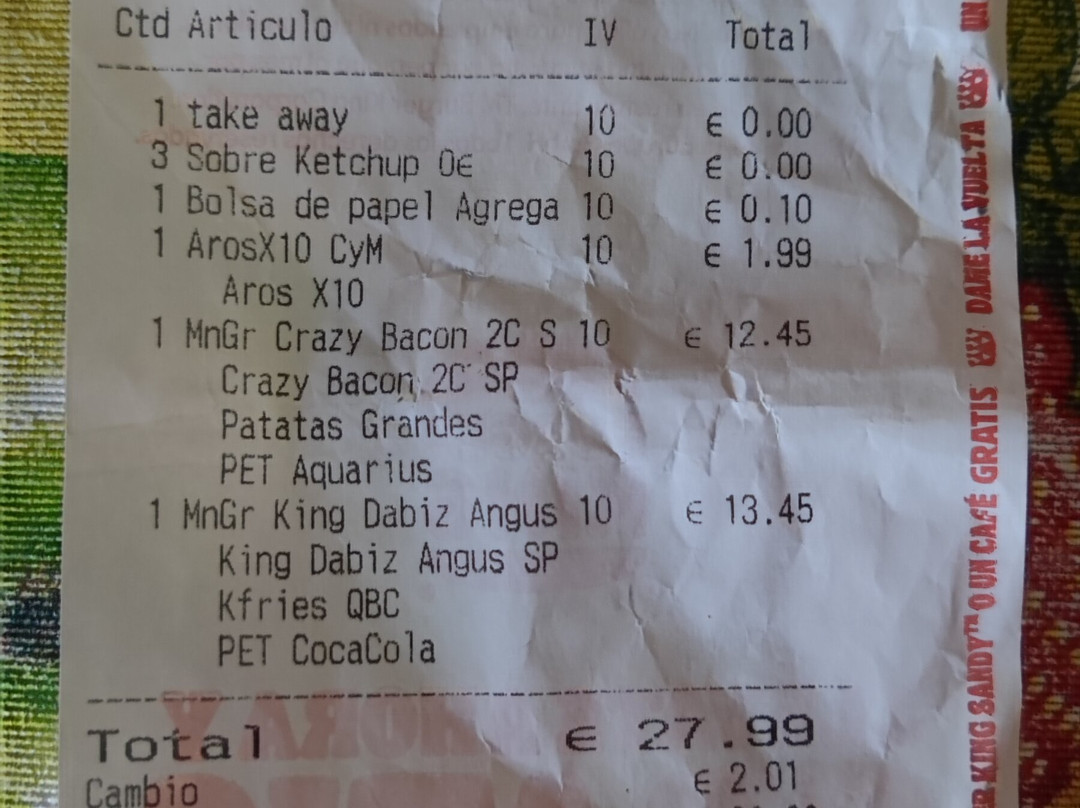 Ctd Articulo IV Total
1 take away 10 € 0.00
3 Sobre Ketchup 0€ 10 € 0.00
1 Bolsa de papel Agrega 10 € 0.10
1 ArosX10 CyM 10 € 1.99
Aros X10
1 MnGr Crazy Bacon 2C S 10 € 12.45
Crazy Bacon 2C SP
Patatas Grandes
PET Aquarius
1 MnGr King Dabiz Angus 10 € 13.45
King Dabiz Angus SP
Kfries QBC
PET CocaCola
Total € 27.99
Cambio € 2.01
R KING SANDY™ O UN CAFÉ GRATIS DAME LA VUELTA UN